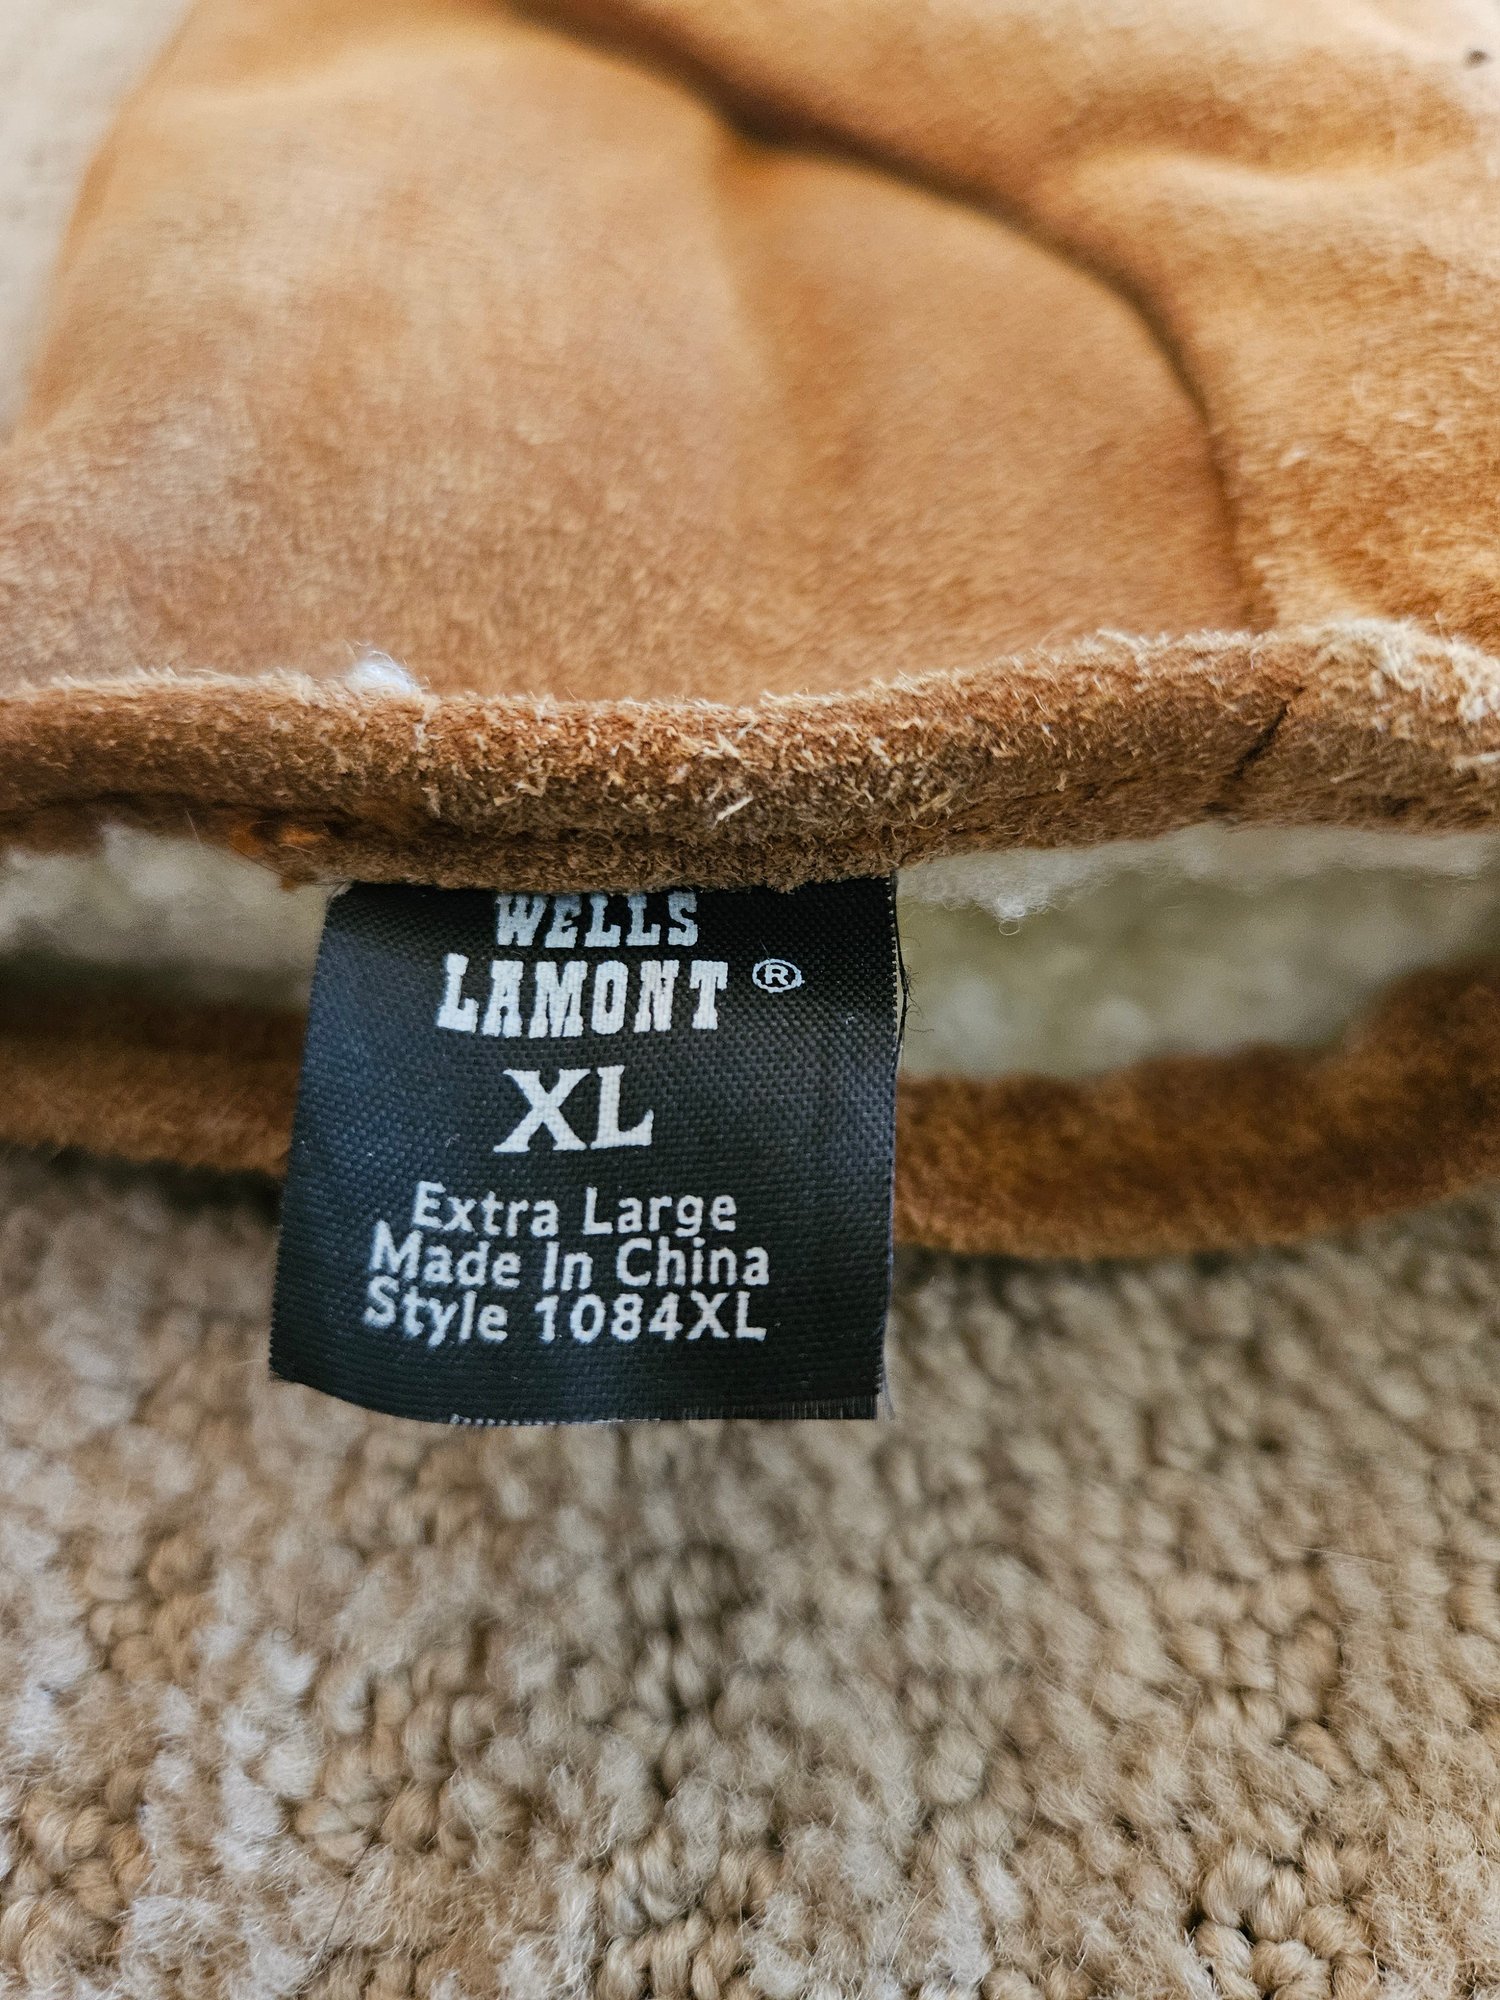 WELLS
LAMONT ®
XL
Extra Large
Made In China
Style 1084XL